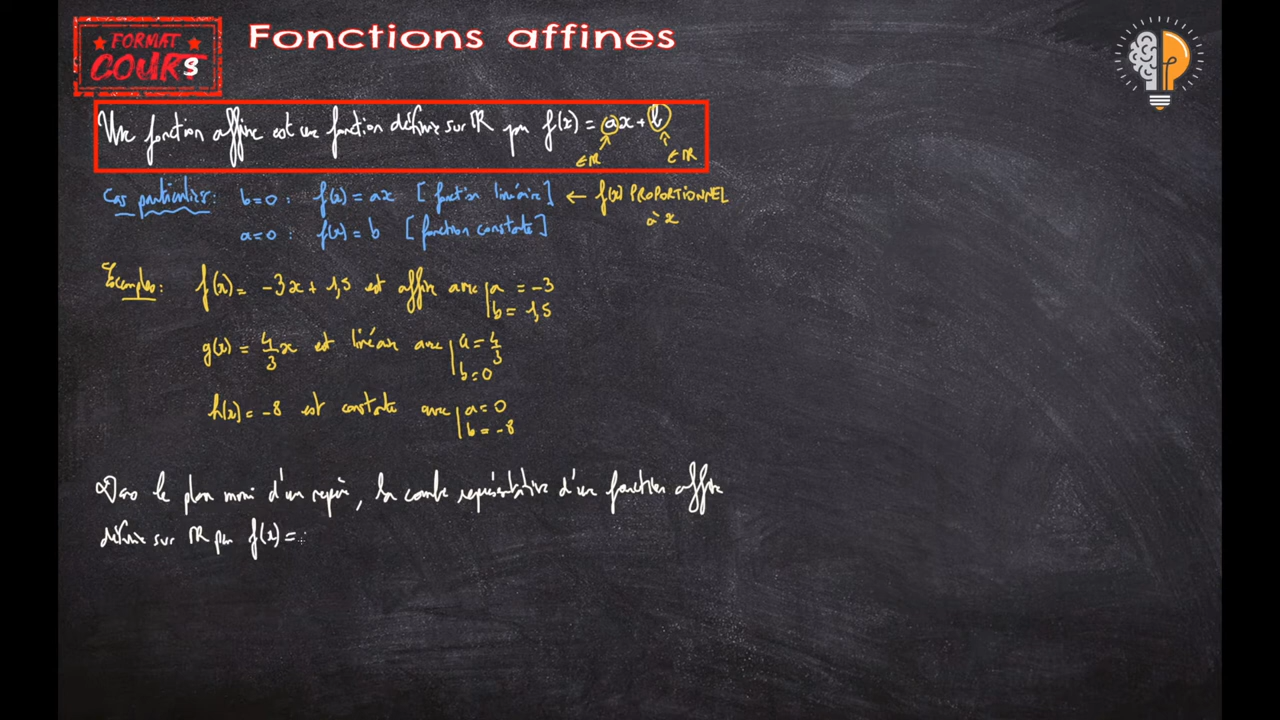 FORMAT
COURS
Fonctions affines
Une fonction affine est une fonction définie sur ℝ par f(x) = ax + b
∈ ℝ ∈ ℝ
Cas particulier : b=0 : f(x) = ax [fonction linéaire] ← f(x) PROPORTIONNEL
à x
a=0 : f(x) = b [fonction constante]
Exemples : f(x) = -3x + 1,5 est affine avec | a = -3
b = 1,5
g(x) = 4/3 x est linéaire avec | a = 4/3
b=0
h(x) = -8 est constante avec | a=0
b = -8
Dans le plan muni d'un repère, la courbe représentative d'une fonction affine
définie sur ℝ par f(x) =